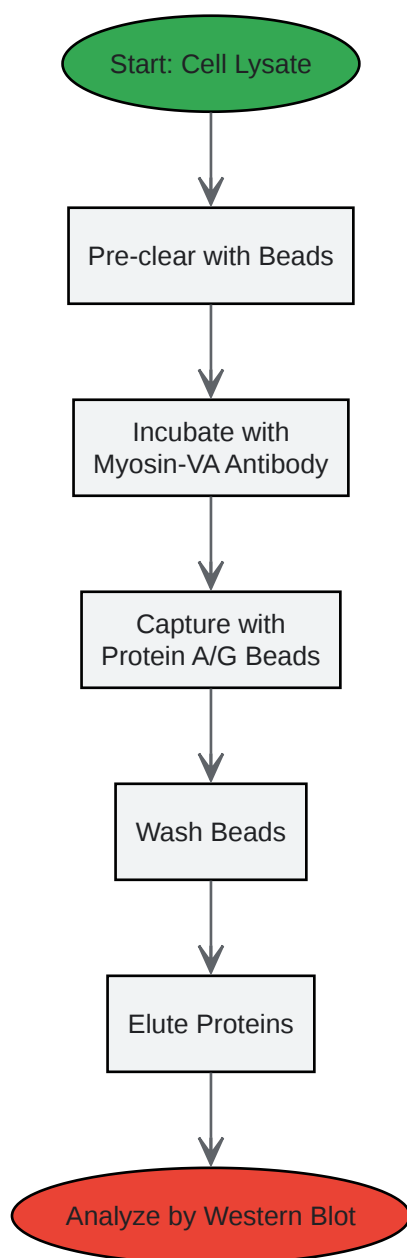 Start: Cell Lysate
Pre-clear with Beads
Incubate with
Myosin-VA Antibody
Capture with
Protein A/G Beads
Wash Beads
Elute Proteins
Analyze by Western Blot